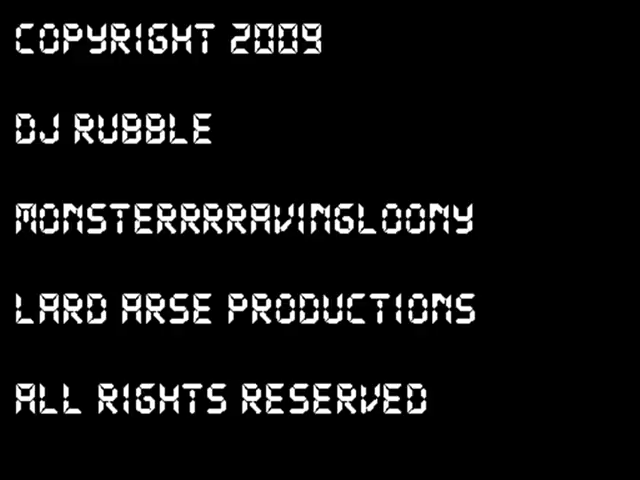 COPYRIGHT 2009
DJ RUBBLE
MONSTERRRRAVINGLOONY
LARD ARSE PRODUCTIONS
ALL RIGHTS RESERVED